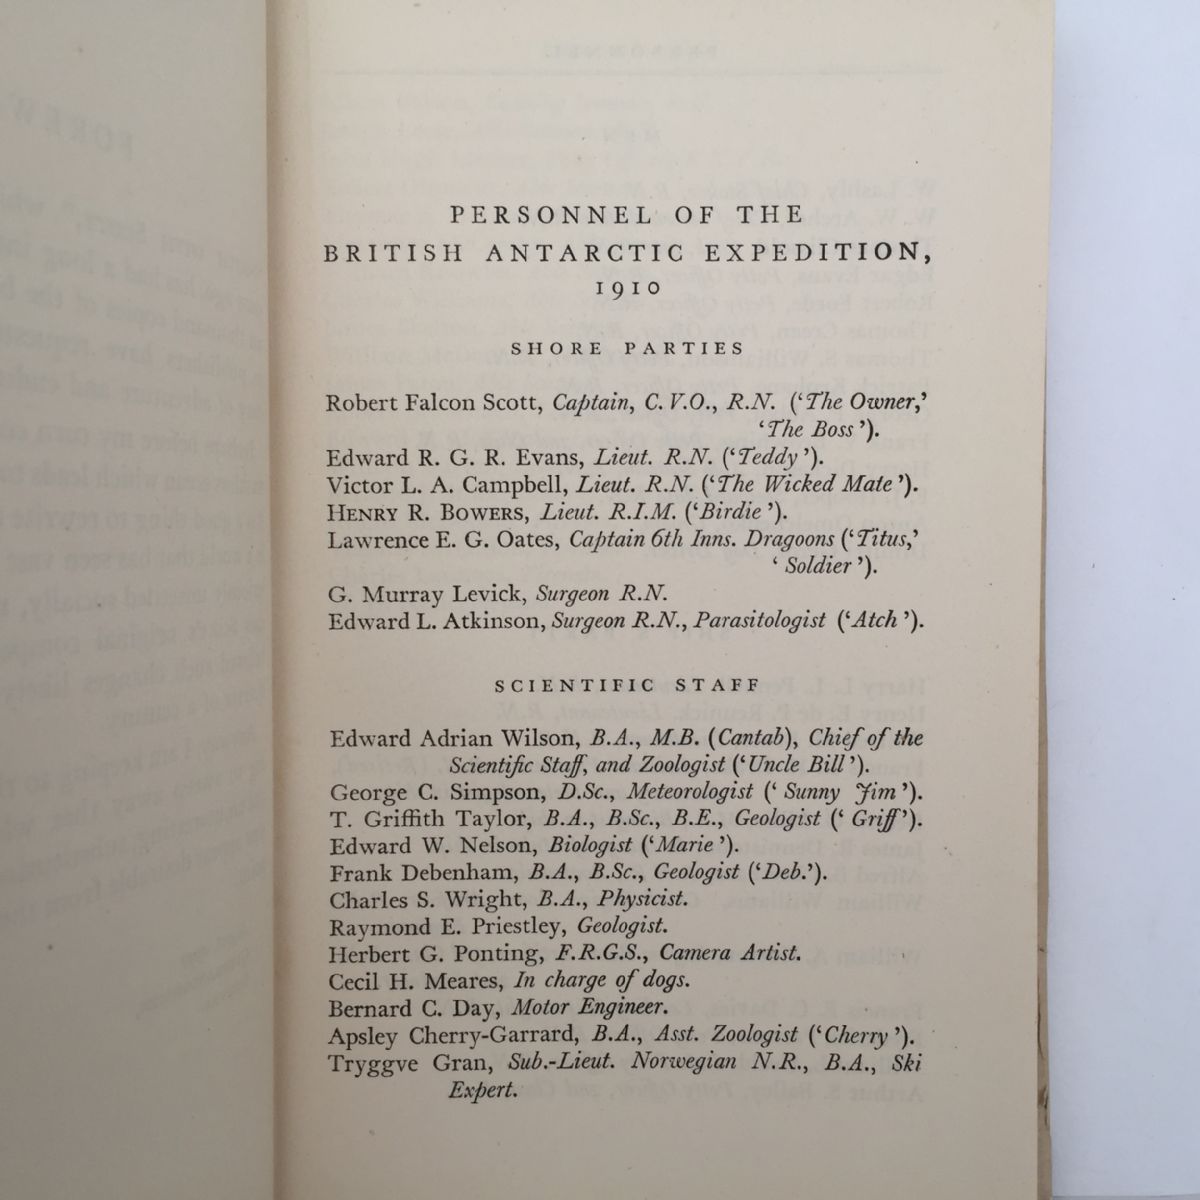 PERSONNEL OF THE
BRITISH ANTARCTIC EXPEDITION,
1910
SHORE PARTIES
Robert Falcon Scott, Captain, C.V.O., R.N. (‘The Owner,’
‘The Boss’).
Edward R. G. R. Evans, Lieut. R.N. (‘Teddy’).
Victor L. A. Campbell, Lieut. R.N. (‘The Wicked Mate’).
HENRY R. BOWERS, Lieut. R.I.M. (‘Birdie’).
Lawrence E. G. Oates, Captain 6th Inns. Dragoons (‘Titus,’
‘Soldier’).
G. Murray Levick, Surgeon R.N.
Edward L. Atkinson, Surgeon R.N., Parasitologist (‘Atch’).
SCIENTIFIC STAFF
Edward Adrian Wilson, B.A., M.B. (Cantab), Chief of the
Scientific Staff, and Zoologist (‘Uncle Bill’).
George C. Simpson, D.Sc., Meteorologist (‘Sunny Jim’).
T. Griffith Taylor, B.A., B.Sc., B.E., Geologist (‘Griff’).
Edward W. Nelson, Biologist (‘Marie’).
Frank Debenham, B.A., B.Sc., Geologist (‘Deb.’).
Charles S. Wright, B.A., Physicist.
Raymond E. Priestley, Geologist.
Herbert G. Ponting, F.R.G.S., Camera Artist.
Cecil H. Meares, In charge of dogs.
Bernard C. Day, Motor Engineer.
Apsley Cherry-Garrard, B.A., Asst. Zoologist (‘Cherry’).
Tryggve Gran, Sub.-Lieut. Norwegian N.R., B.A., Ski
Expert.